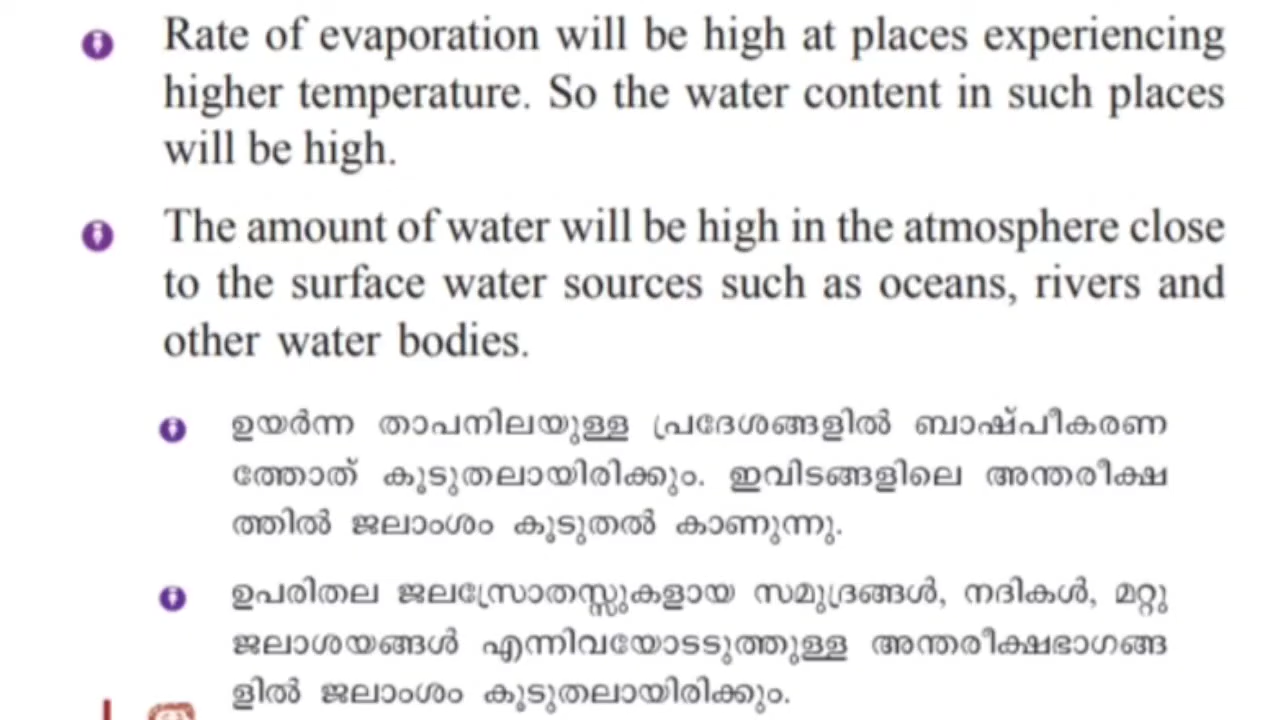 Rate of evaporation will be high at places experiencing
higher temperature. So the water content in such places
will be high.
The amount of water will be high in the atmosphere close
to the surface water sources such as oceans, rivers and
other water bodies.
ഉയർന്ന താപനിലയുള്ള പ്രദേശങ്ങളിൽ ബാഷ്പീകരണ
ത്തോത് കൂടുതലായിരിക്കും. ഇവിടങ്ങളിലെ അന്തരീക്ഷ
ത്തിൽ ജലാംശം കൂടുതൽ കാണുന്നു.
ഉപരിതല ജലസ്രോതസ്സുകളായ സമുദ്രങ്ങൾ, നദികൾ, മറ്റു
ജലാശയങ്ങൾ എന്നിവയോടടുത്തുള്ള അന്തരീക്ഷഭാഗങ്ങ
ളിൽ ജലാംശം കൂടുതലായിരിക്കും.